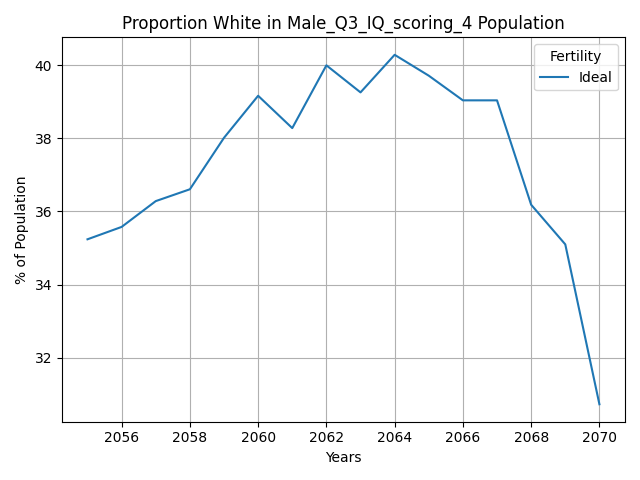 Proportion White in Male_Q3_IQ_scoring_4 Population
Fertility
Ideal
% of Population
40
38
36
34
32
2056 2058 2060 2062 2064 2066 2068 2070
Years